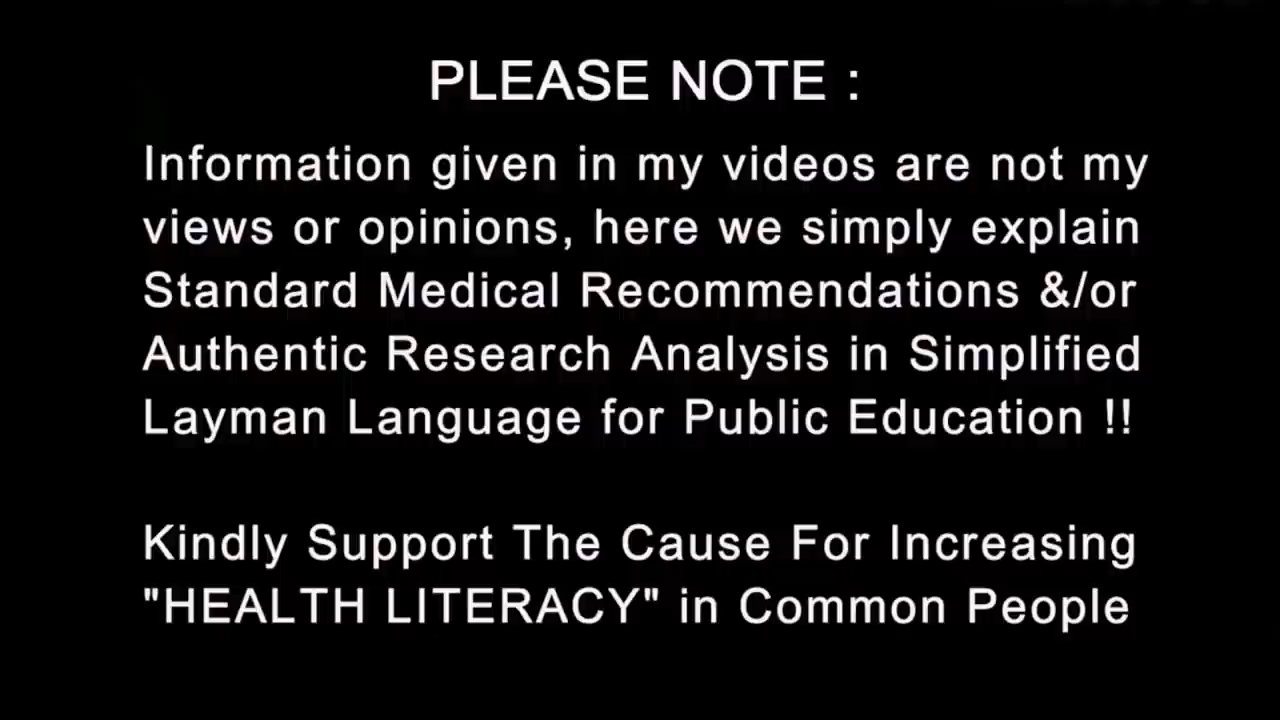 PLEASE NOTE :
Information given in my videos are not my
views or opinions, here we simply explain
Standard Medical Recommendations &/or
Authentic Research Analysis in Simplified
Layman Language for Public Education !!
Kindly Support The Cause For Increasing
"HEALTH LITERACY" in Common People